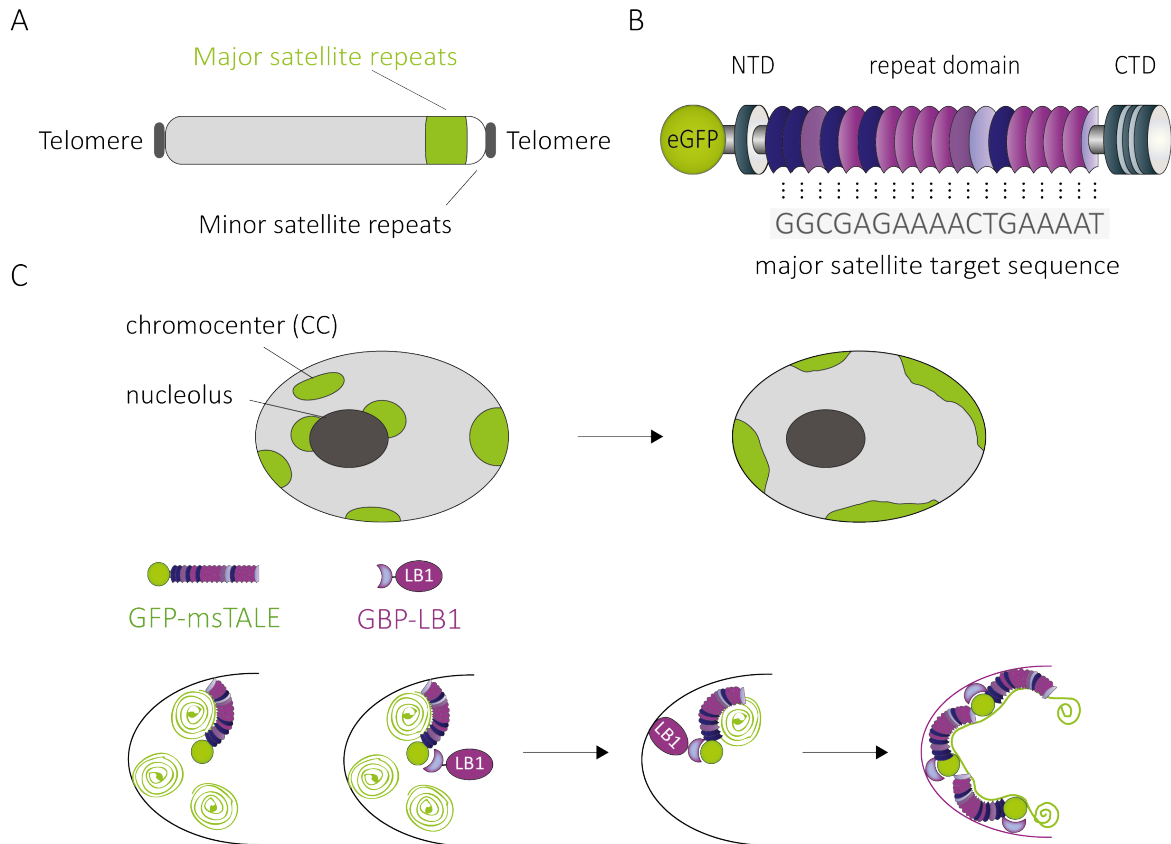 A
Major satellite repeats
Telomere
Telomere
Minor satellite repeats
B
NTD
repeat domain
CTD
eGFP
GGCGAGAAAACTGAAAAT
major satellite target sequence
C
chromocenter (CC)
nucleolus
LB1
GFP-msTALE
GBP-LB1
LB1
LB1